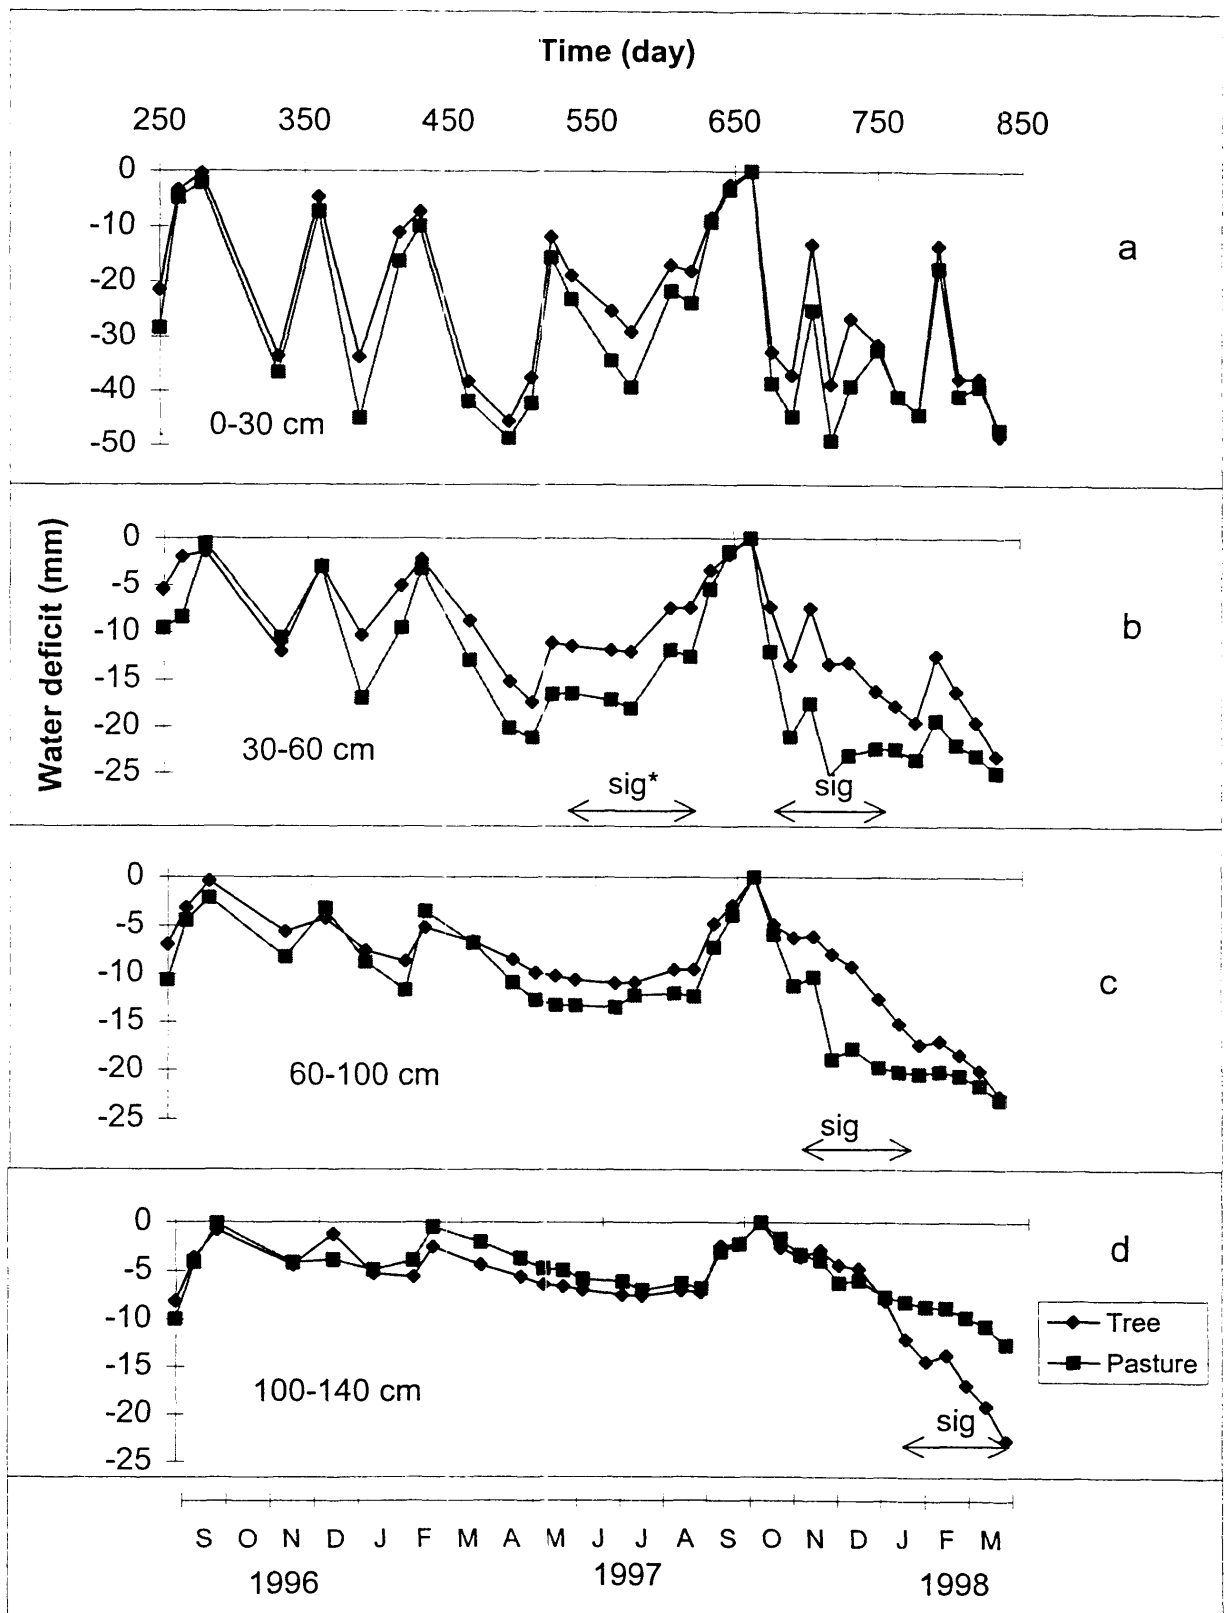 Time (day)
250 350 450 550 650 750 850
0
-10
-20
-30
-40
-50
0-30 cm
a
Water deficit (mm)
0
-5
-10
-15
-20
-25
30-60 cm
sig*
sig
b
0
-5
-10
-15
-20
-25
60-100 cm
sig
c
0
-5
-10
-15
-20
-25
100-140 cm
sig
d
Tree
Pasture
S O N D J F M A M J J A S O N D J F M
1996 1997 1998